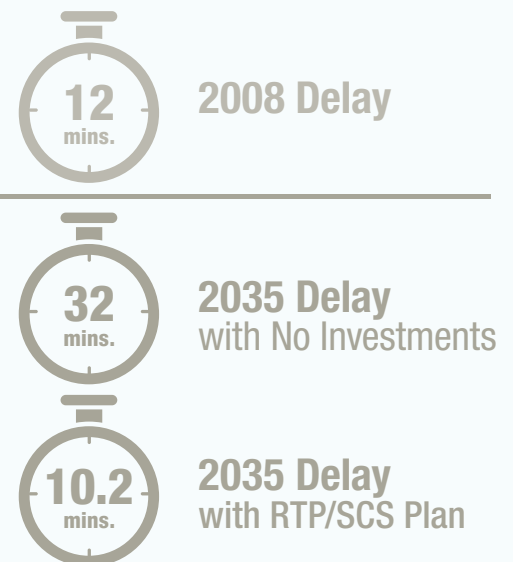 12
mins.
2008 Delay
32
mins.
2035 Delay
with No Investments
10.2
mins.
2035 Delay
with RTP/SCS Plan